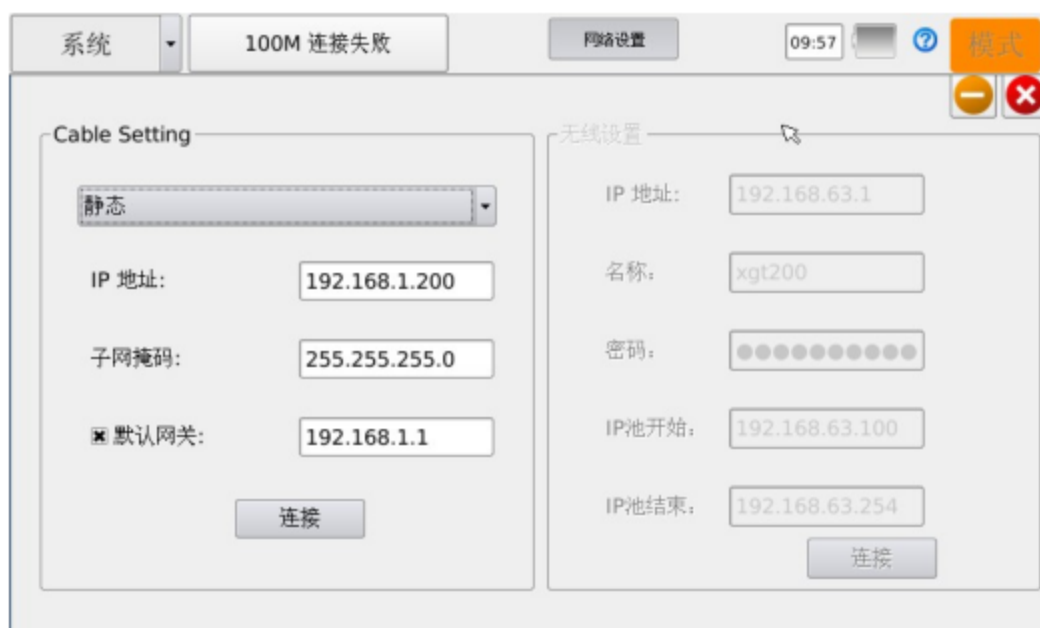 系统
100M 连接失败
网络设置
09:57
模式
Cable Setting
静态
IP 地址:
192.168.1.200
子网掩码:
255.255.255.0
默认网关:
192.168.1.1
连接
无线设置
IP 地址:
192.168.63.1
名称:
xgt200
密码:
●●●●●●●●●●
IP池开始:
192.168.63.100
IP池结束:
192.168.63.254
连接